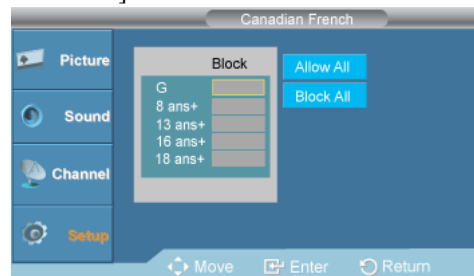 Canadian French
Picture
Sound
Channel
Setup
Block
G
8 ans+
13 ans+
16 ans+
18 ans+
Allow All
Block All
Move Enter Return